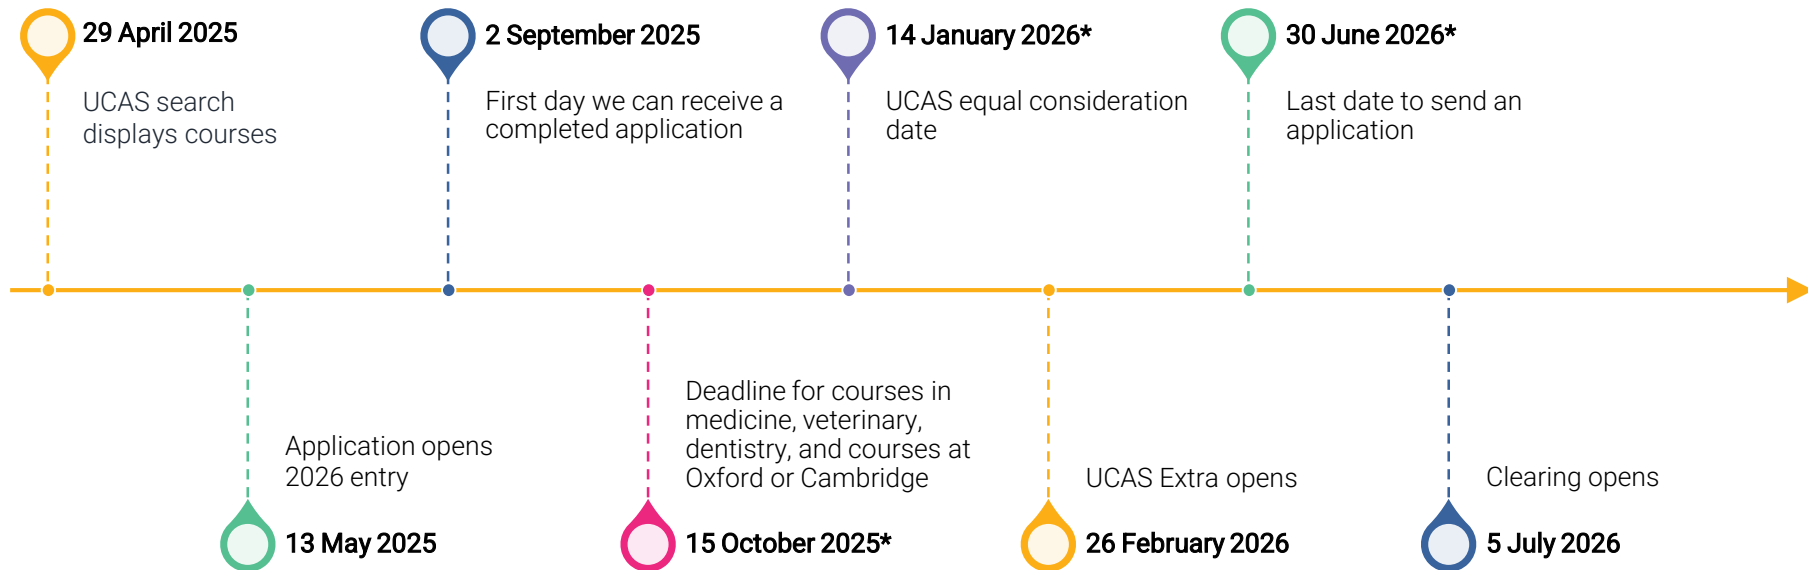 29 April 2025
UCAS search
displays courses
2 September 2025
First day we can receive a
completed application
14 January 2026*
UCAS equal consideration
date
30 June 2026*
Last date to send an
application
Application opens
2026 entry
13 May 2025
Deadline for courses in
medicine, veterinary,
dentistry, and courses at
Oxford or Cambridge
15 October 2025*
UCAS Extra opens
26 February 2026
Clearing opens
5 July 2026